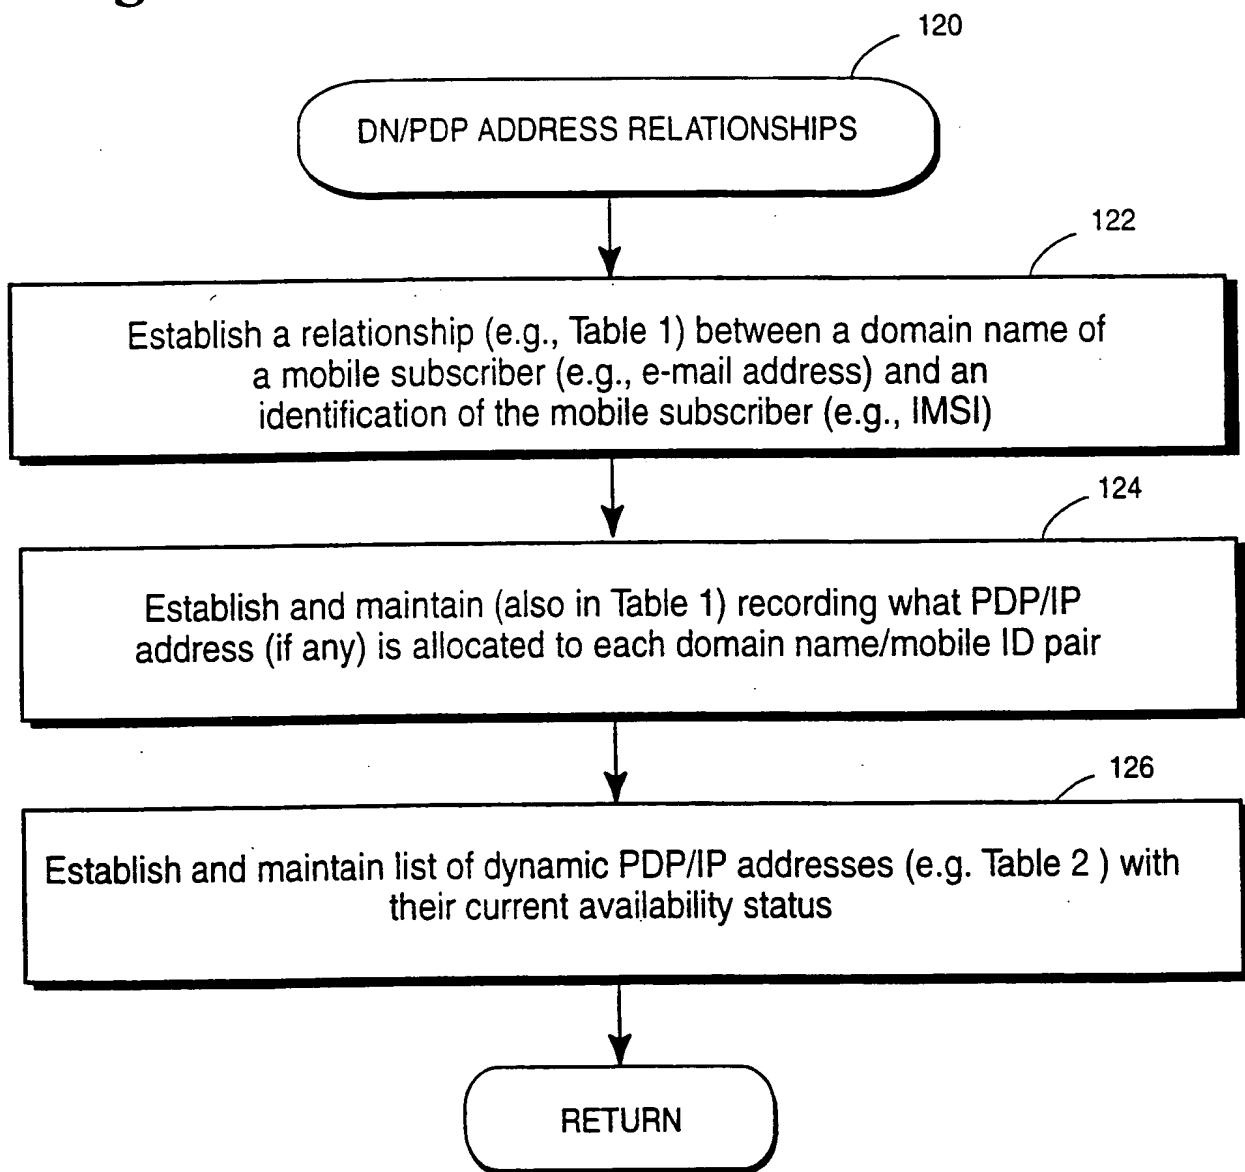 120
DN/PDP ADDRESS RELATIONSHIPS
122
Establish a relationship (e.g., Table 1) between a domain name of
a mobile subscriber (e.g., e-mail address) and an
identification of the mobile subscriber (e.g., IMSI)
124
Establish and maintain (also in Table 1) recording what PDP/IP
address (if any) is allocated to each domain name/mobile ID pair
126
Establish and maintain list of dynamic PDP/IP addresses (e.g. Table 2 ) with
their current availability status
RETURN